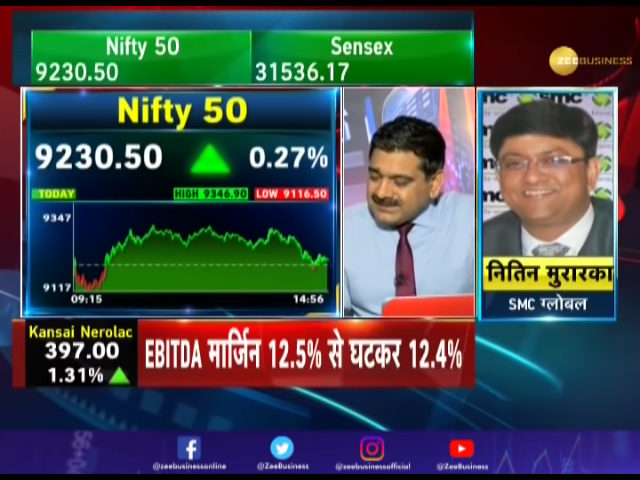 Nifty 50
Sensex
9230.50
31536.17
ZEEBUSINESS
Nifty 50
9230.50
0.27%
TODAY
HIGH 9346.90
LOW 9116.50
9347
9117
09:15
14:56
smc
नितिन मुरारका
SMC ग्लोबल
Kansai Nerolac
397.00
1.31%
EBITDA मार्जिन 12.5% से घटकर 12.4%
@zeebusinessonline
@ZeeBusiness
@zeebusinessofficial
@ZeeBusiness